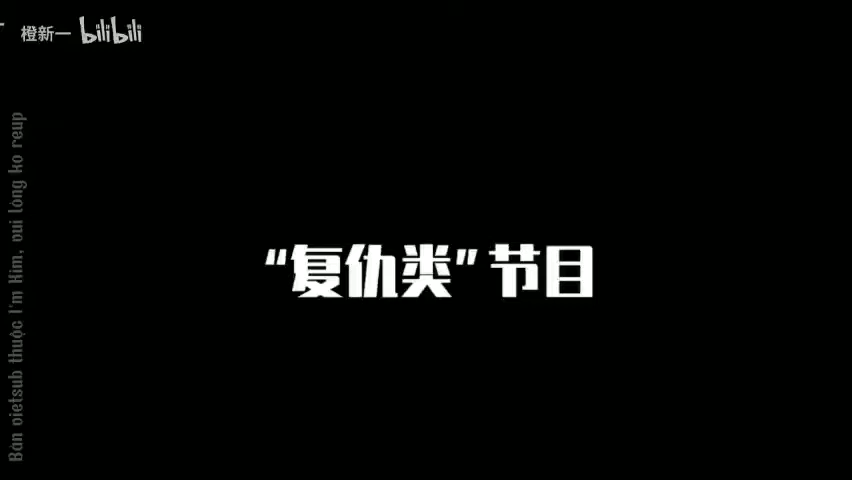 橙新一 bilibili
"复仇类"节目
Bản vietsub thuộc I'm Kim, vui lòng ko reup